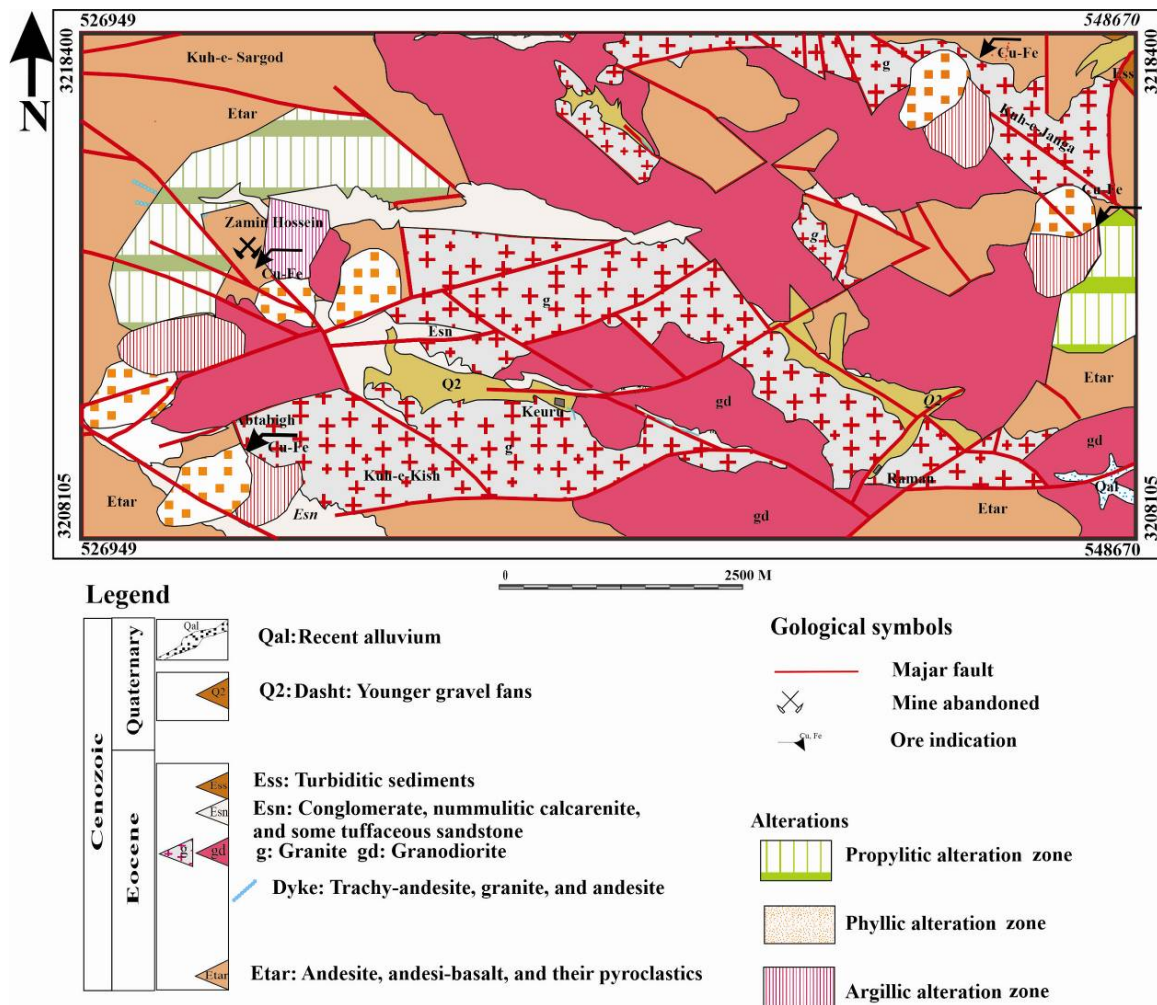 526949
548670
3218400
3218400
N
Kuh-e- Sargod
Cu-Fe
Ess
g
Etar
Kuh-e-Janga
Cu-Fe
Zamin Hossein
g
Cu-Fe
g
Esn
Etar
Q2
gd
Q2
Keuru
Abtabigh
Cu-Fe
g
gd
Kuh-e-Kish
Raman
Qal
Etar
Esn
Etar
gd
3208105
3208105
526949
548670
0 2500 M
Legend
Cenozoic
Quaternary
Eocene
Qal
Qal: Recent alluvium
Q2
Q2: Dasht: Younger gravel fans
Ess
Ess: Turbiditic sediments
Esn
Esn: Conglomerate, nummulitic calcarenite,
and some tuffaceous sandstone
g
gd
g: Granite gd: Granodiorite
Dyke: Trachy-andesite, granite, and andesite
Etar
Etar: Andesite, andesi-basalt, and their pyroclastics
Gological symbols
Majar fault
Mine abandoned
Cu, Fe
Ore indication
Alterations
Propylitic alteration zone
Phyllic alteration zone
Argillic alteration zone